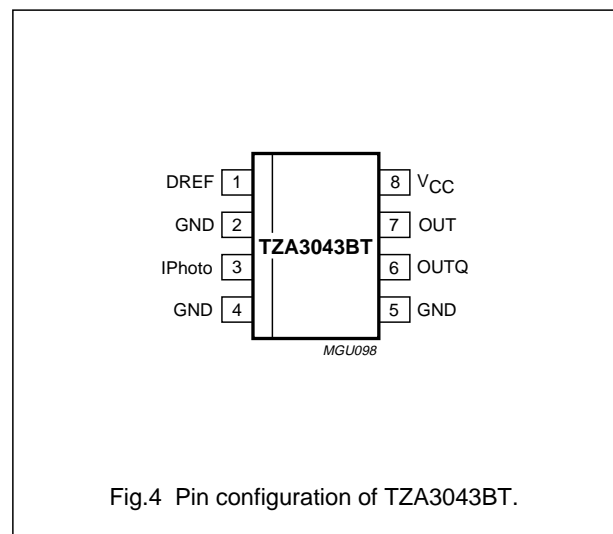 DREF 1 8 VCC
GND 2 7 OUT
TZA3043BT
IPhoto 3 6 OUTQ
GND 4 5 GND
MGU098
Fig.4 Pin configuration of TZA3043BT.